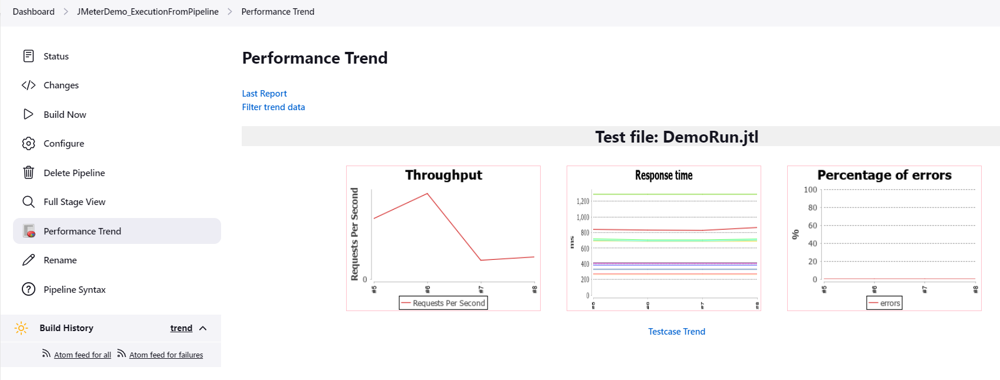 Dashboard > JMeterDemo_ExecutionFromPipeline > Performance Trend
Status
Changes
Build Now
Configure
Delete Pipeline
Full Stage View
Performance Trend
Rename
Pipeline Syntax
Build History trend
Atom feed for all Atom feed for failures
Performance Trend
Last Report
Filter trend data
Test file: DemoRun.jtl
Throughput
Requests Per Second
0
#5 #6 #7 #8
Requests Per Second
Response time
ms
1,200
1,000
800
600
400
200
0
#5 #6 #7 #8
Percentage of errors
%
100
80
60
40
20
0
#5 #6 #7 #8
errors
Testcase Trend